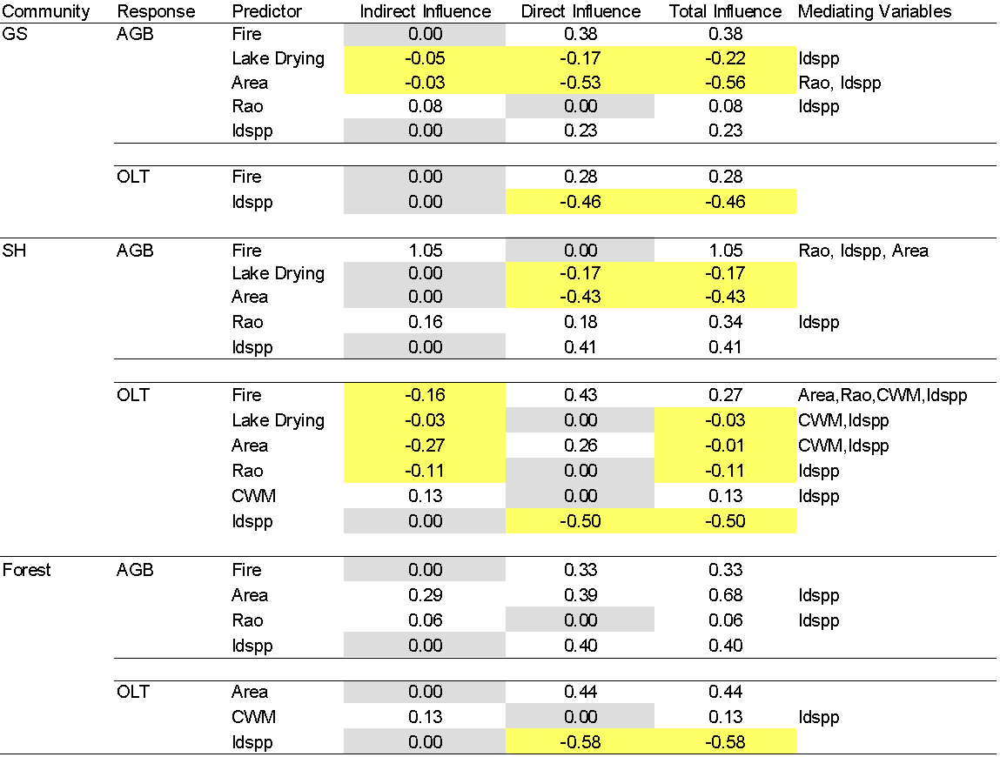 Community Response Predictor Indirect Influence Direct Influence Total Influence Mediating Variables
GS AGB Fire 0.00 0.38 0.38
Lake Drying -0.05 -0.17 -0.22 Idspp
Area -0.03 -0.53 -0.56 Rao, Idspp
Rao 0.08 0.00 0.08 Idspp
Idspp 0.00 0.23 0.23
OLT Fire 0.00 0.28 0.28
Idspp 0.00 -0.46 -0.46
SH AGB Fire 1.05 0.00 1.05 Rao, Idspp, Area
Lake Drying 0.00 -0.17 -0.17
Area 0.00 -0.43 -0.43
Rao 0.16 0.18 0.34 Idspp
Idspp 0.00 0.41 0.41
OLT Fire -0.16 0.43 0.27 Area,Rao,CWM,Idspp
Lake Drying -0.03 0.00 -0.03 CWM,Idspp
Area -0.27 0.26 -0.01 CWM,Idspp
Rao -0.11 0.00 -0.11 Idspp
CWM 0.13 0.00 0.13 Idspp
Idspp 0.00 -0.50 -0.50
Forest AGB Fire 0.00 0.33 0.33
Area 0.29 0.39 0.68 Idspp
Rao 0.06 0.00 0.06 Idspp
Idspp 0.00 0.40 0.40
OLT Area 0.00 0.44 0.44
CWM 0.13 0.00 0.13 Idspp
Idspp 0.00 -0.58 -0.58